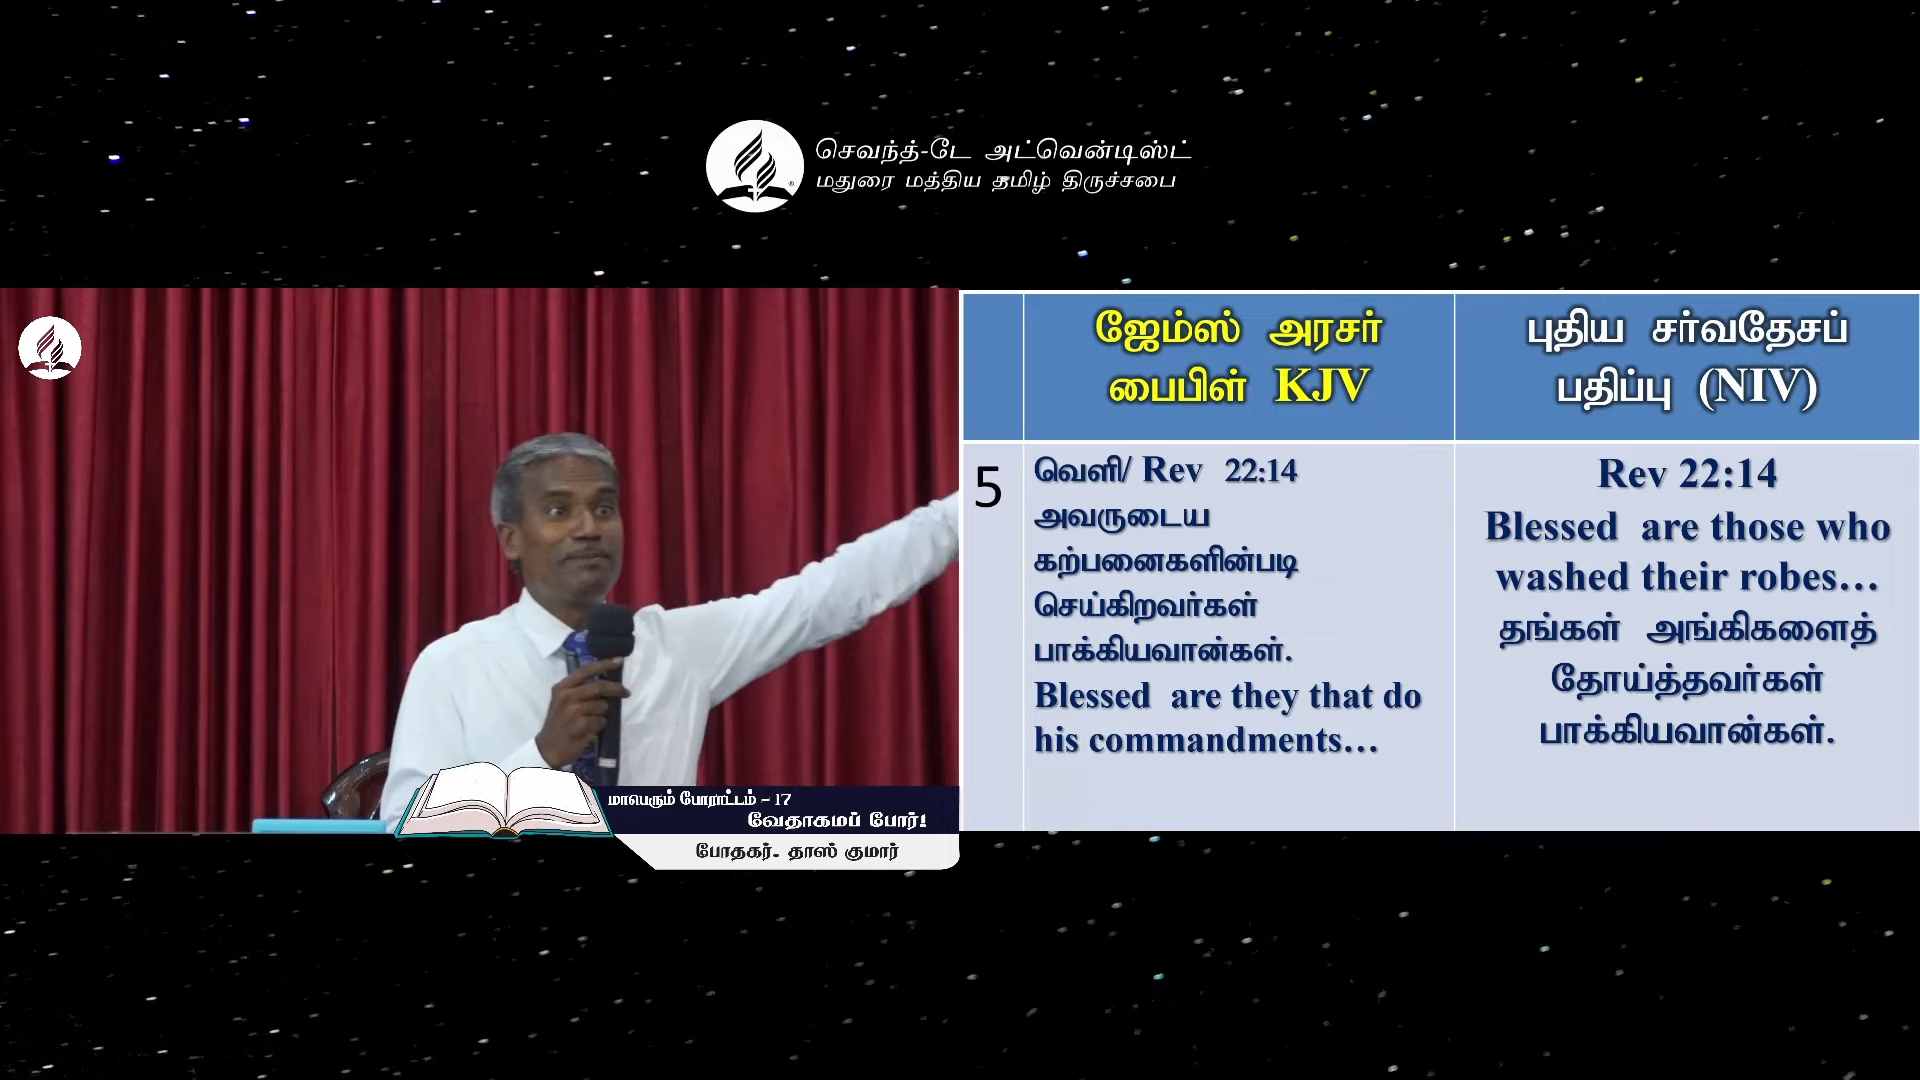 செவந்த்-டே அட்வென்டிஸ்ட்
மதுரை மத்திய தமிழ் திருச்சபை
ஜேம்ஸ் அரசர்
பைபிள் KJV
புதிய சர்வதேசப்
பதிப்பு (NIV)
5
வெளி/ Rev 22:14
அவருடைய
கற்பனைகளின்படி
செய்கிறவர்கள்
பாக்கியவான்கள்.
Blessed are they that do
his commandments…
Rev 22:14
Blessed are those who
washed their robes…
தங்கள் அங்கிகளைத்
தோய்த்தவர்கள்
பாக்கியவான்கள்.
மாபெரும் போராட்டம் – 17
வேதாகமப் போர்!
போதகர். தாஸ் குமார்